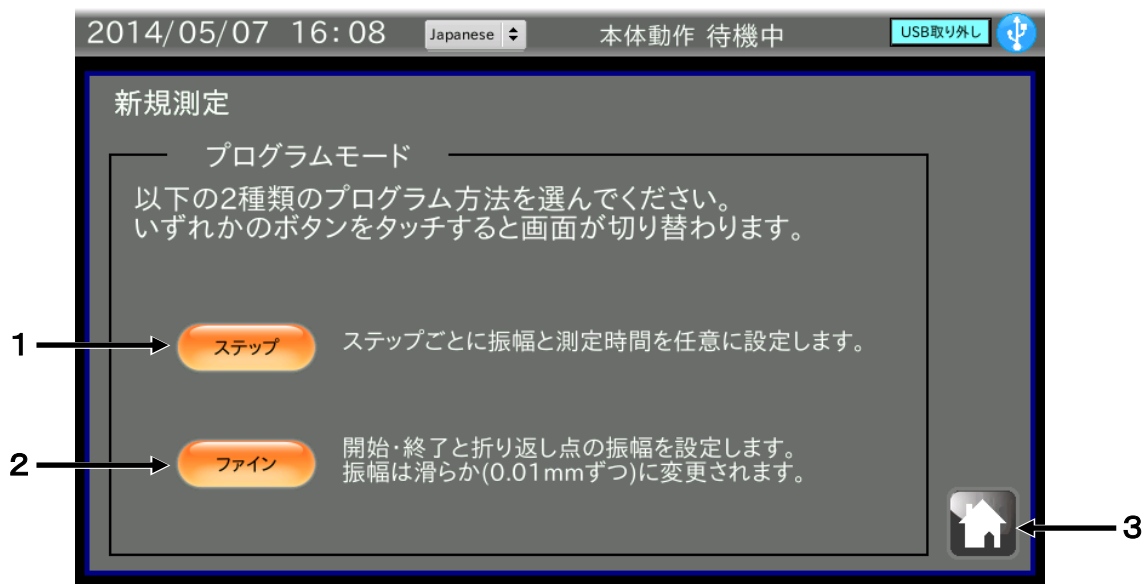 2014/05/07 16:08 Japanese 本体動作 待機中 USB取り外し
新規測定
プログラムモード
以下の2種類のプログラム方法を選んでください。
いずれかのボタンをタッチすると画面が切り替わります。
1 ステップ ステップごとに振幅と測定時間を任意に設定します。
2 ファイン 開始・終了と折り返し点の振幅を設定します。
振幅は滑らか(0.01mmずつ)に変更されます。
3